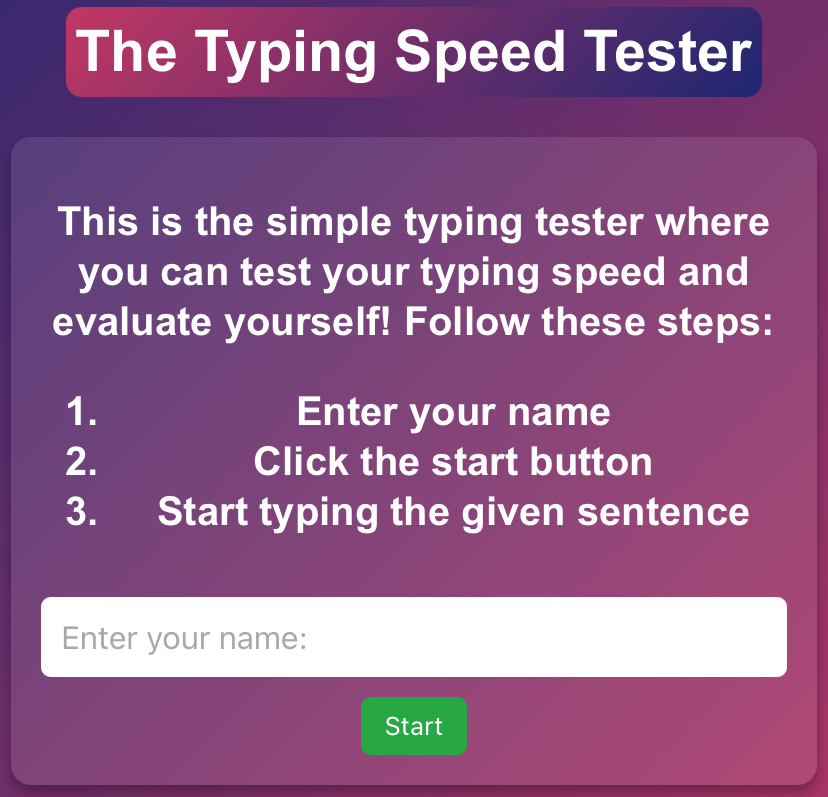 The Typing Speed Tester
This is the simple typing tester where
you can test your typing speed and
evaluate yourself! Follow these steps:
1. Enter your name
2. Click the start button
3. Start typing the given sentence
Enter your name:
Start